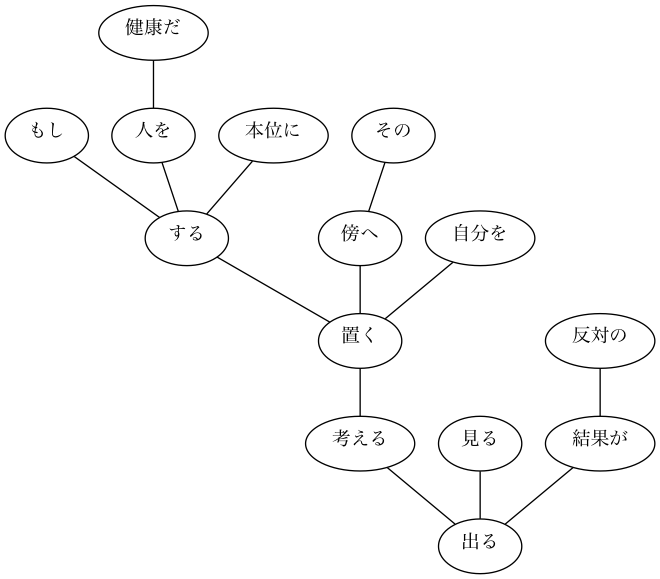 健康だ
もし
人を
本位に
その
する
傍へ
自分を
置く
反対の
考える
見る
結果が
出る